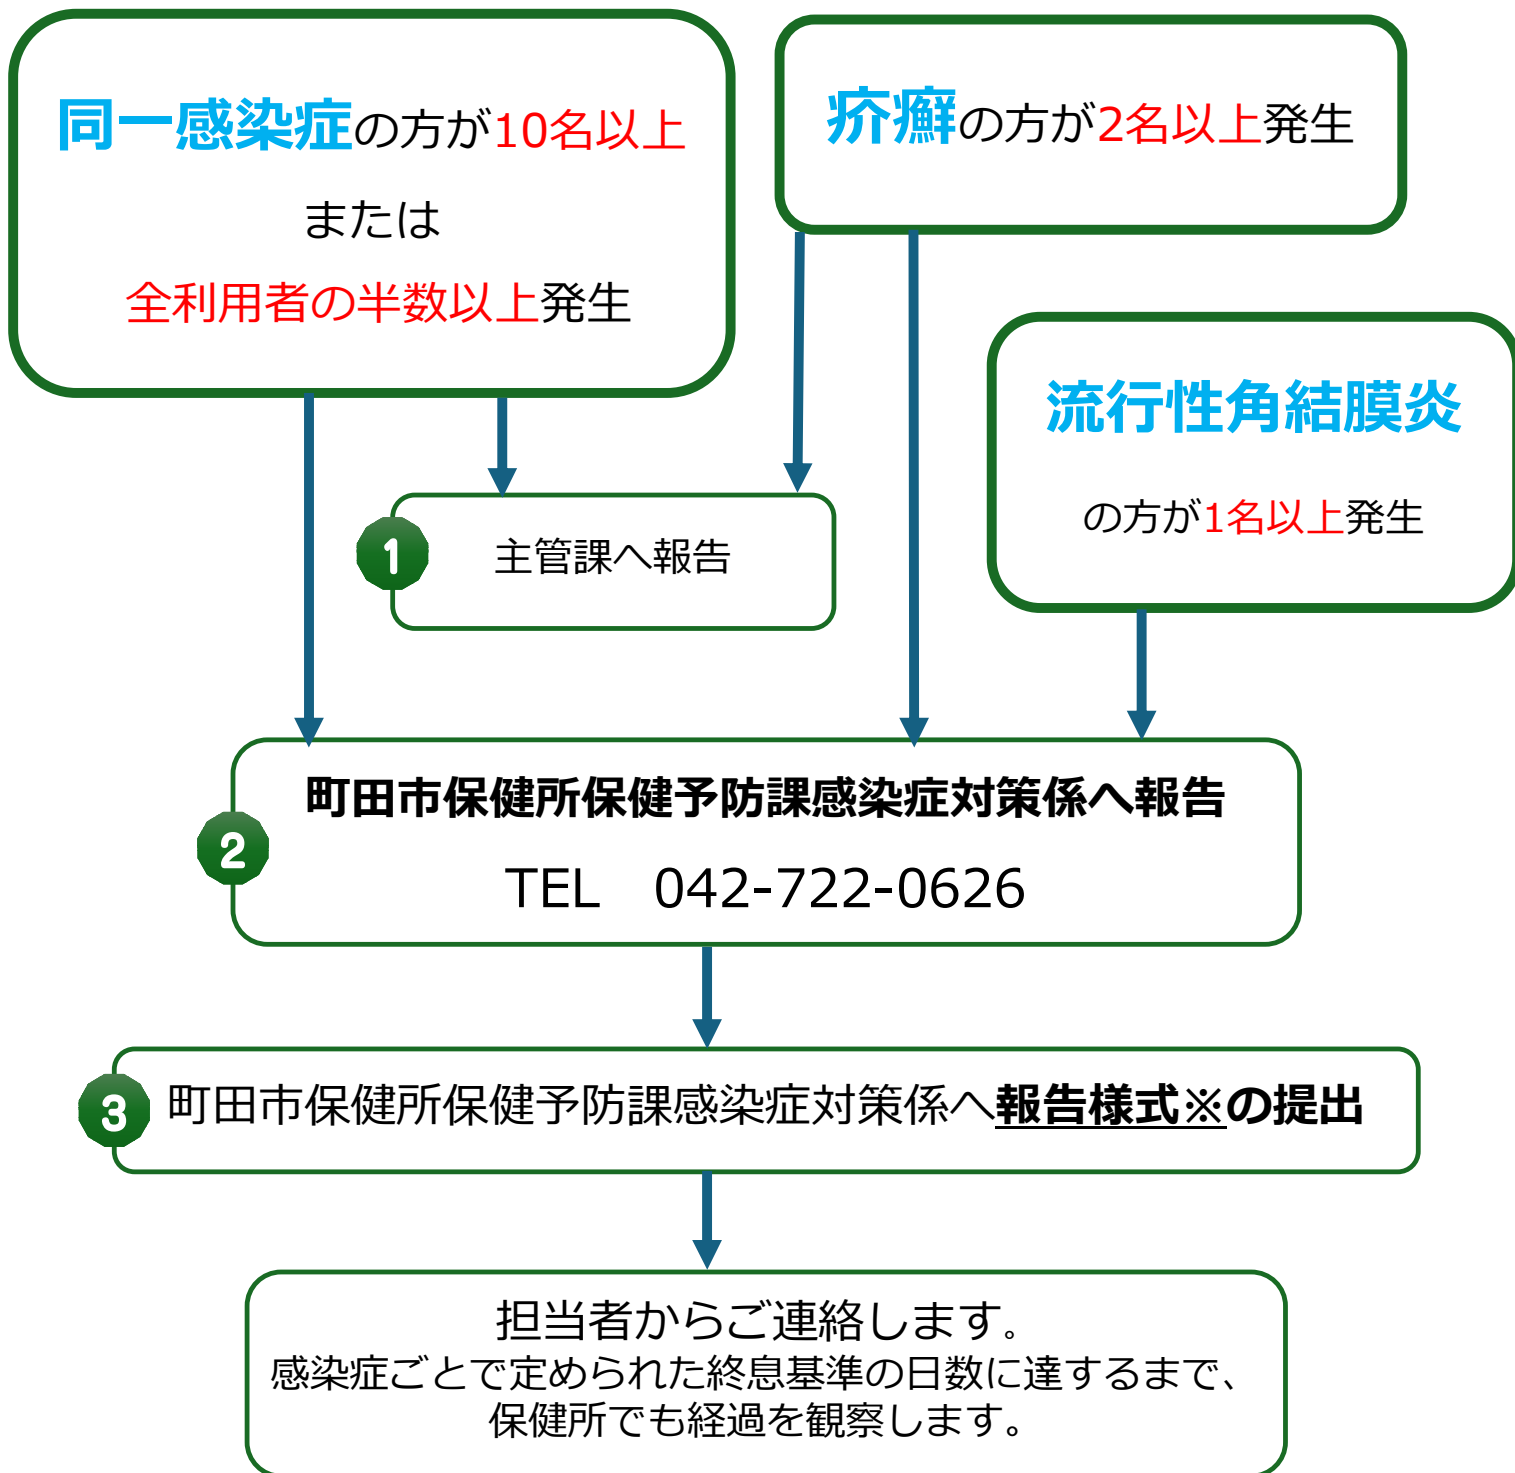 同一感染症の方が10名以上
または
全利用者の半数以上発生
疥癬の方が2名以上発生
流行性角結膜炎
の方が1名以上発生
1
主管課へ報告
2
町田市保健所保健予防課感染症対策係へ報告
TEL　042-722-0626
3
町田市保健所保健予防課感染症対策係へ報告様式※の提出
担当者からご連絡します。
感染症ごとで定められた終息基準の日数に達するまで、
保健所でも経過を観察します。